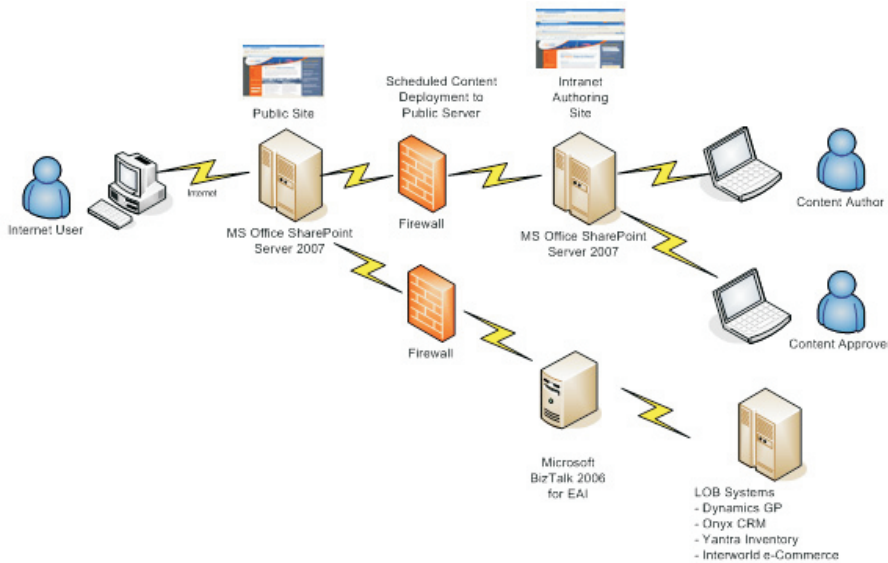 Public Site
Scheduled Content
Deployment to
Public Server
Intranet
Authoring
Site
Internet
Internet User
MS Office SharePoint
Server 2007
Firewall
MS Office SharePoint
Server 2007
Content Author
Firewall
Content Approve
Microsoft
BizTalk 2006
for EAI
LOB Systems
- Dynamics GP
- Onyx CRM
- Yantra Inventory
- Interworld e-Commerce